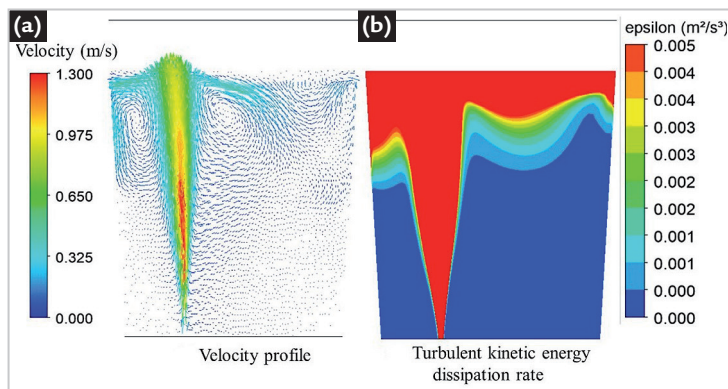 (a)
Velocity (m/s)
1.300
0.975
0.650
0.325
0.000
Velocity profile
(b)
epsilon (m²/s³)
0.005
0.004
0.004
0.003
0.003
0.002
0.002
0.001
0.001
0.000
0.000
Turbulent kinetic energy
dissipation rate